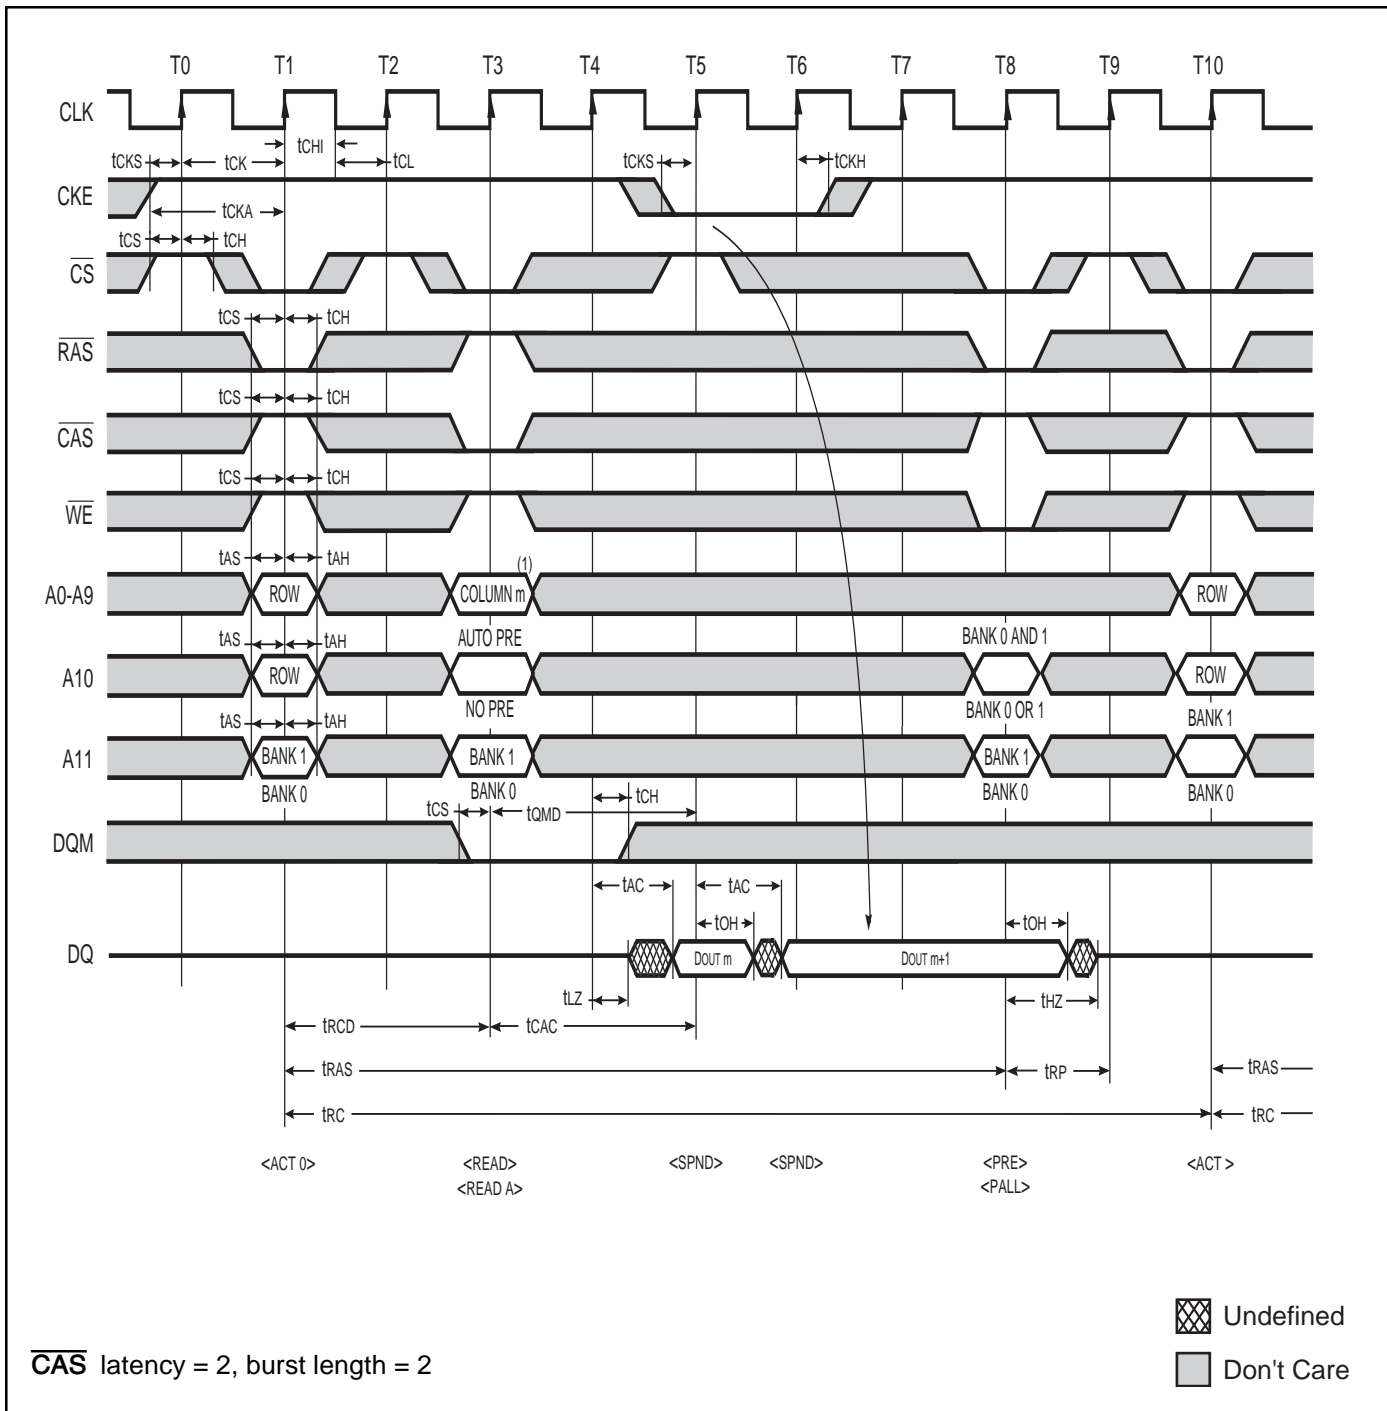 T0 T1 T2 T3 T4 T5 T6 T7 T8 T9 T10
CLK
tCHI
tCKS tCK tCL tCKS tCKH
CKE
tCKA
tCS tCH
CS
tCS tCH
RAS
tCS tCH
CAS
tCS tCH
WE
tAS tAH (1)
A0-A9 ROW COLUMN m ROW
tAS tAH AUTO PRE BANK 0 AND 1
A10 ROW ROW
NO PRE BANK 0 OR 1 BANK 1
tAS tAH
A11 BANK 1 BANK 1 BANK 1
BANK 0 BANK 0 BANK 0 BANK 0
tCS tQMD tCH
DQM
tAC tAC
tOH tOH
DQ DOUT m DOUT m+1
tLZ tHZ
tRCD tCAC
tRAS tRP tRAS
tRC tRC
<ACT 0> <READ> <SPND> <SPND> <PRE> <ACT >
<READ A> <PALL>
Undefined
Don't Care
CAS latency = 2, burst length = 2